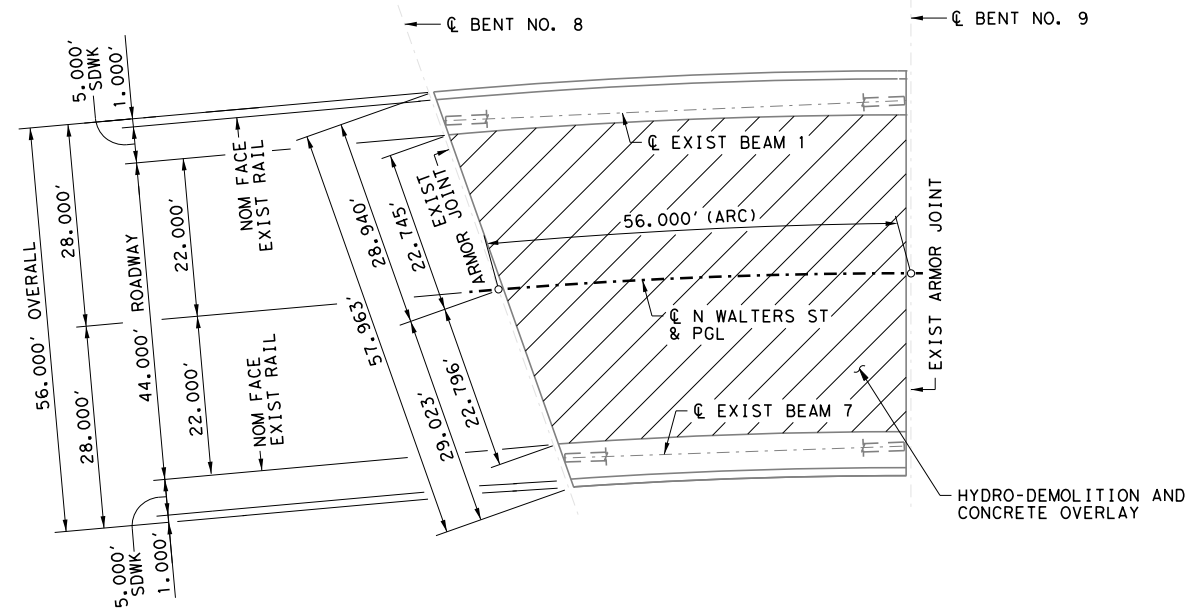 ℄ BENT NO. 8
℄ BENT NO. 9
5.000'
SDWK
1.000'
NOM FACE
EXIST RAIL
EXIST
ARMOR JOINT
℄ EXIST BEAM 1
56.000' (ARC)
28.000'
22.000'
28.940'
22.745'
56.000' OVERALL
44.000' ROADWAY
57.963'
℄ N WALTERS ST
& PGL
EXIST ARMOR JOINT
28.000'
22.000'
NOM FACE
EXIST RAIL
29.023'
22.796'
℄ EXIST BEAM 7
HYDRO-DEMOLITION AND
CONCRETE OVERLAY
5.000'
SDWK
1.000'